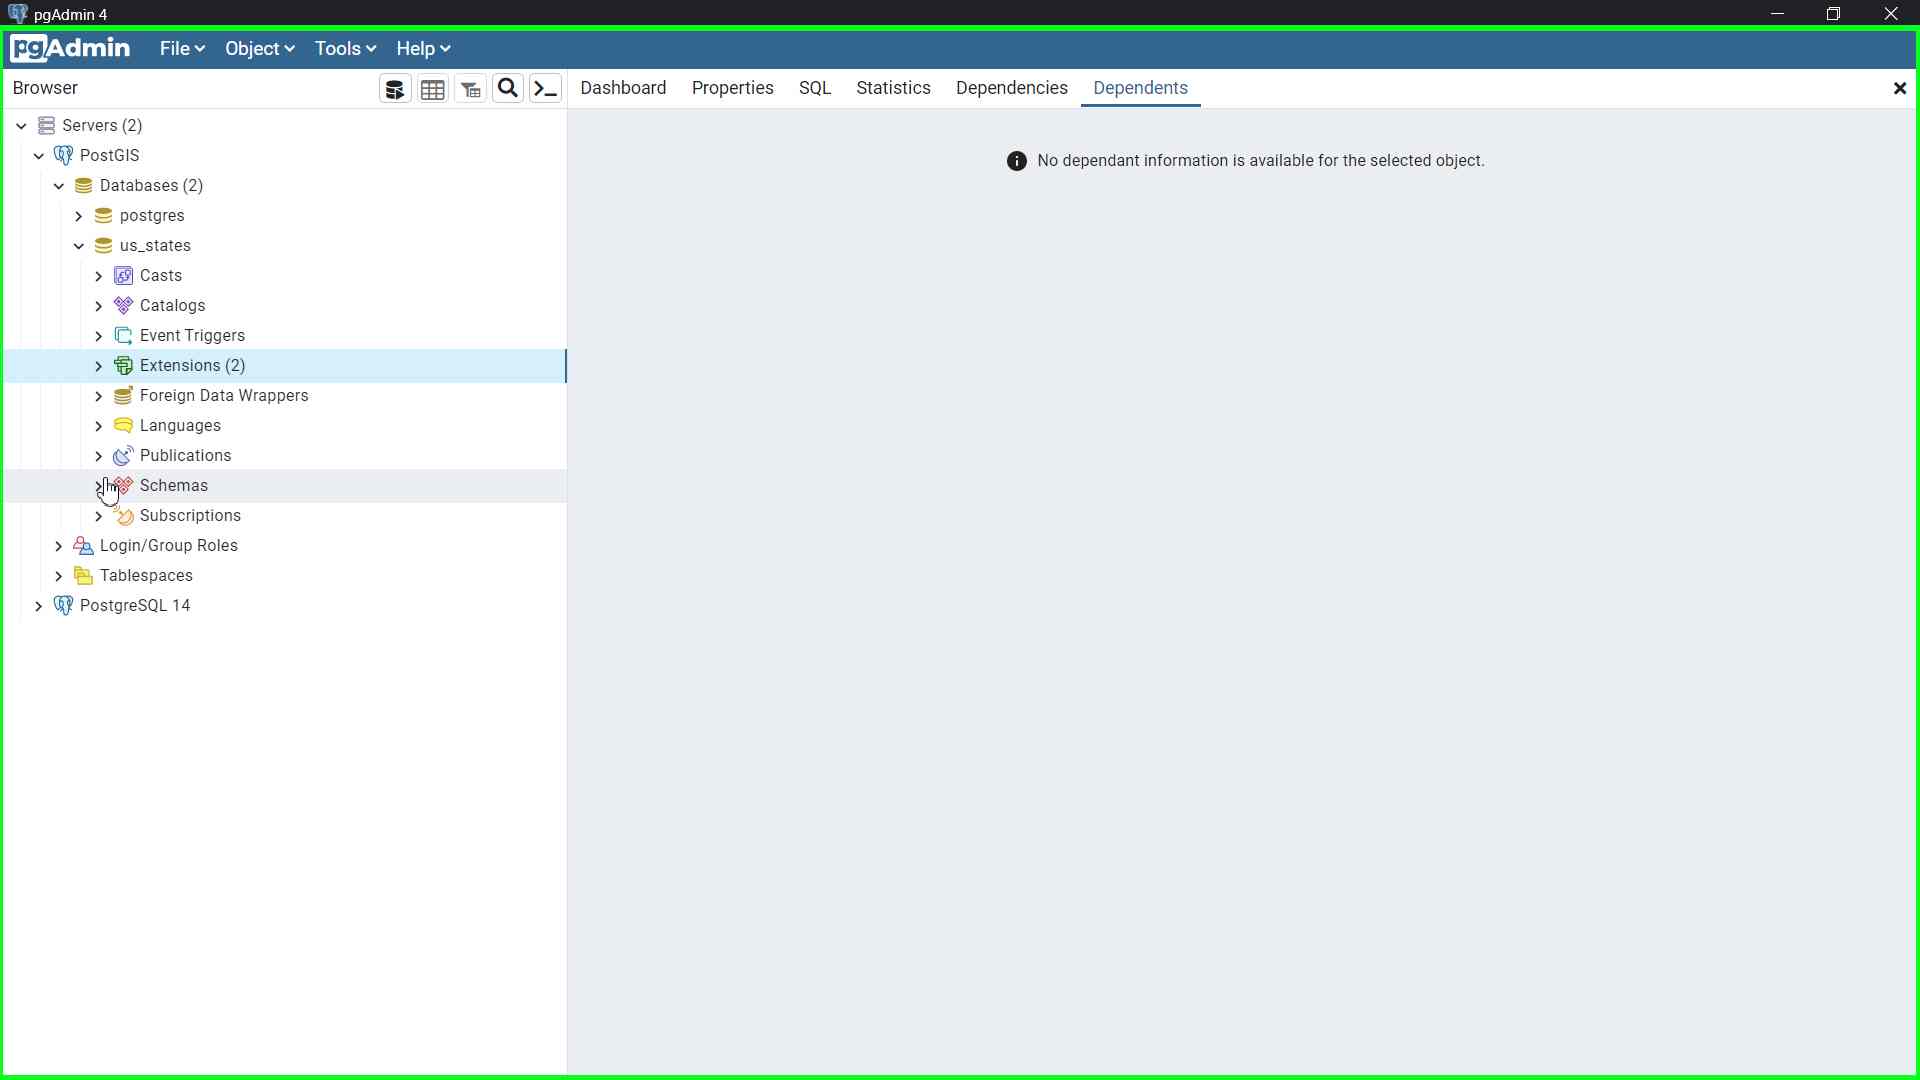 pgAdmin 4
pgAdmin File Object Tools Help
Browser
Dashboard Properties SQL Statistics Dependencies Dependents
Servers (2)
PostGIS
Databases (2)
postgres
us_states
Casts
Catalogs
Event Triggers
Extensions (2)
Foreign Data Wrappers
Languages
Publications
Schemas
Subscriptions
Login/Group Roles
Tablespaces
PostgreSQL 14
No dependant information is available for the selected object.